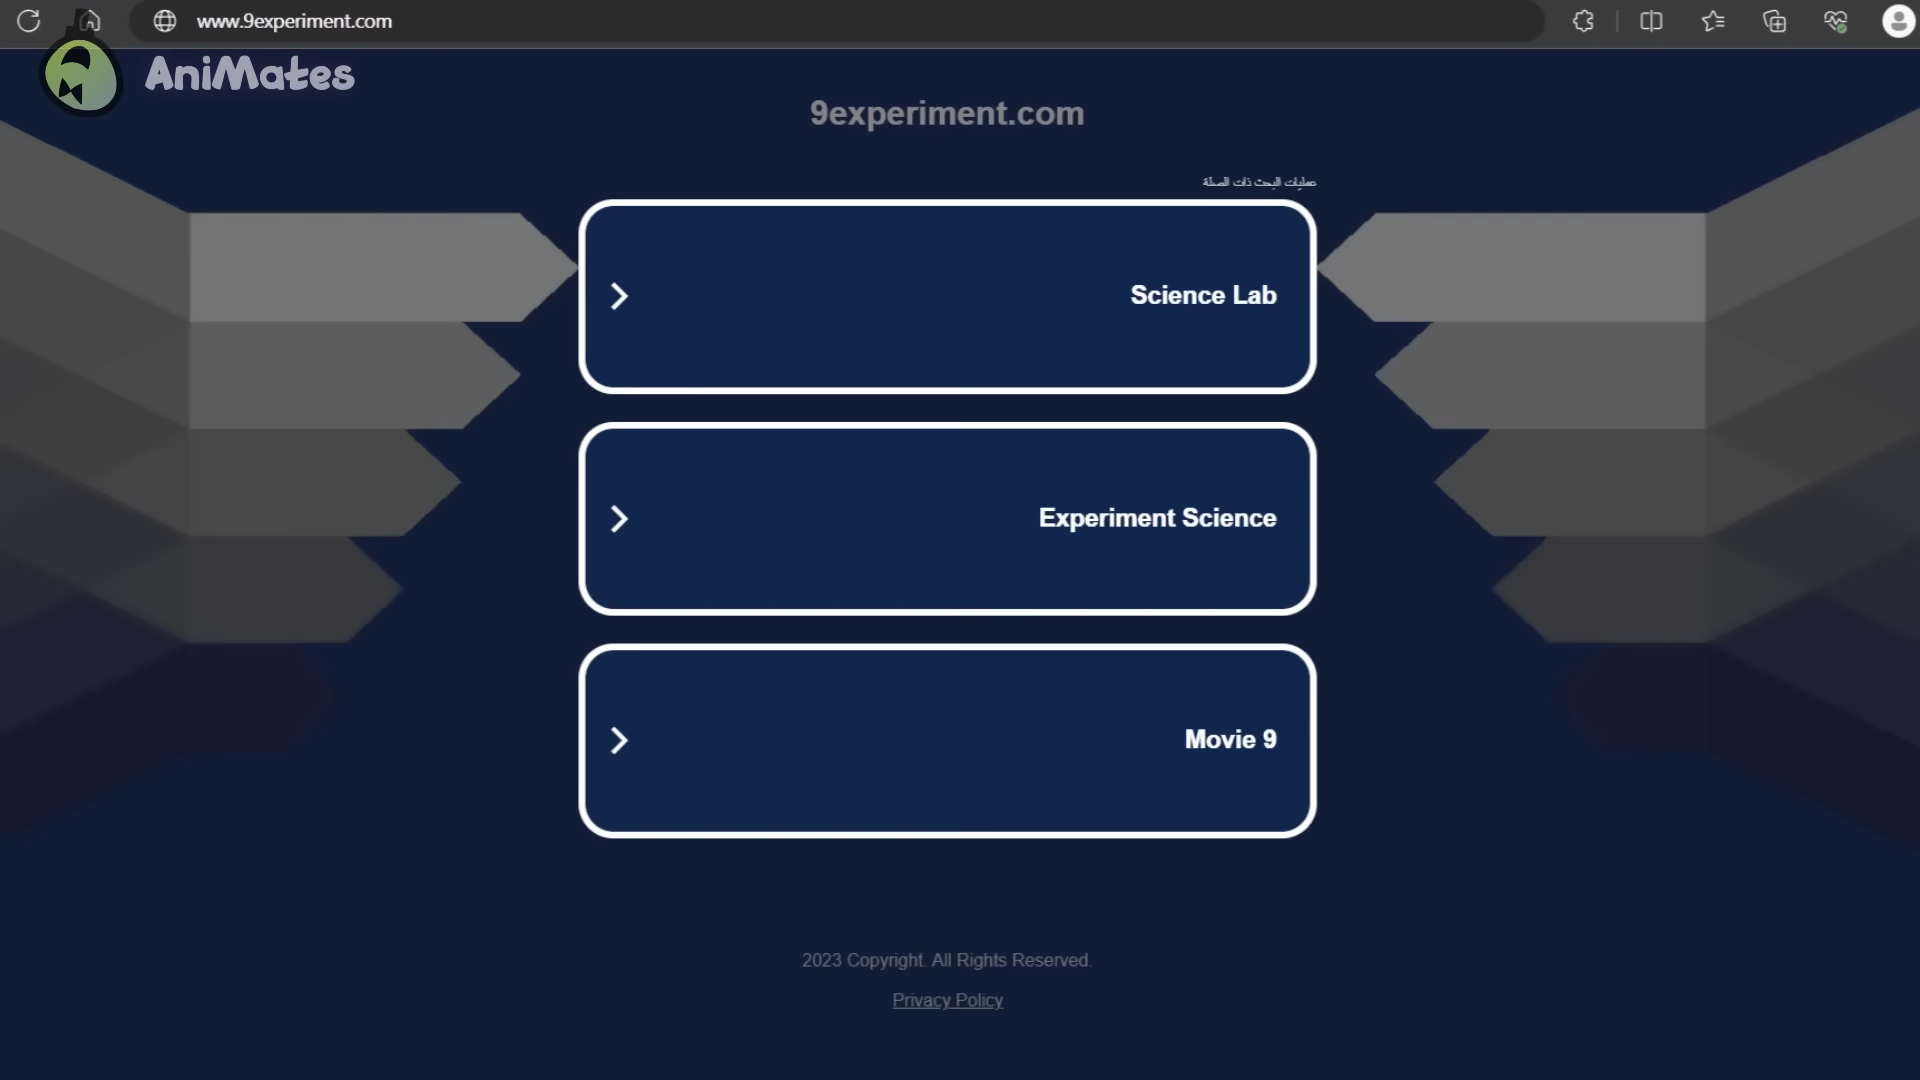 www.9experiment.com
AniMates
9experiment.com
عمليات البحث ذات الصلة
Science Lab
Experiment Science
Movie 9
2023 Copyright. All Rights Reserved.
Privacy Policy